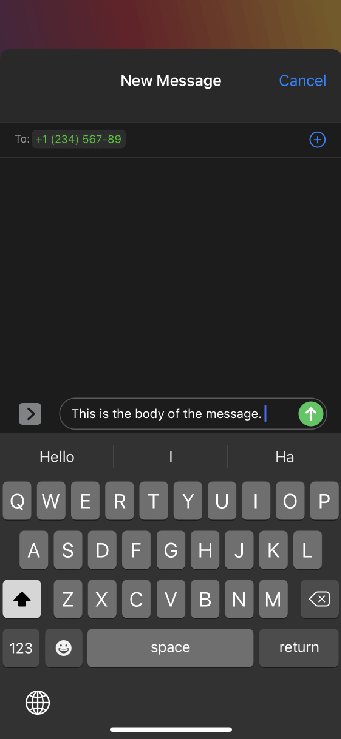 New Message
Cancel
To: +1 (234) 567-89
This is the body of the message.
Hello
I
Ha
Q W E R T Y U I O P
A S D F G H J K L
Z X C V B N M
123
space
return